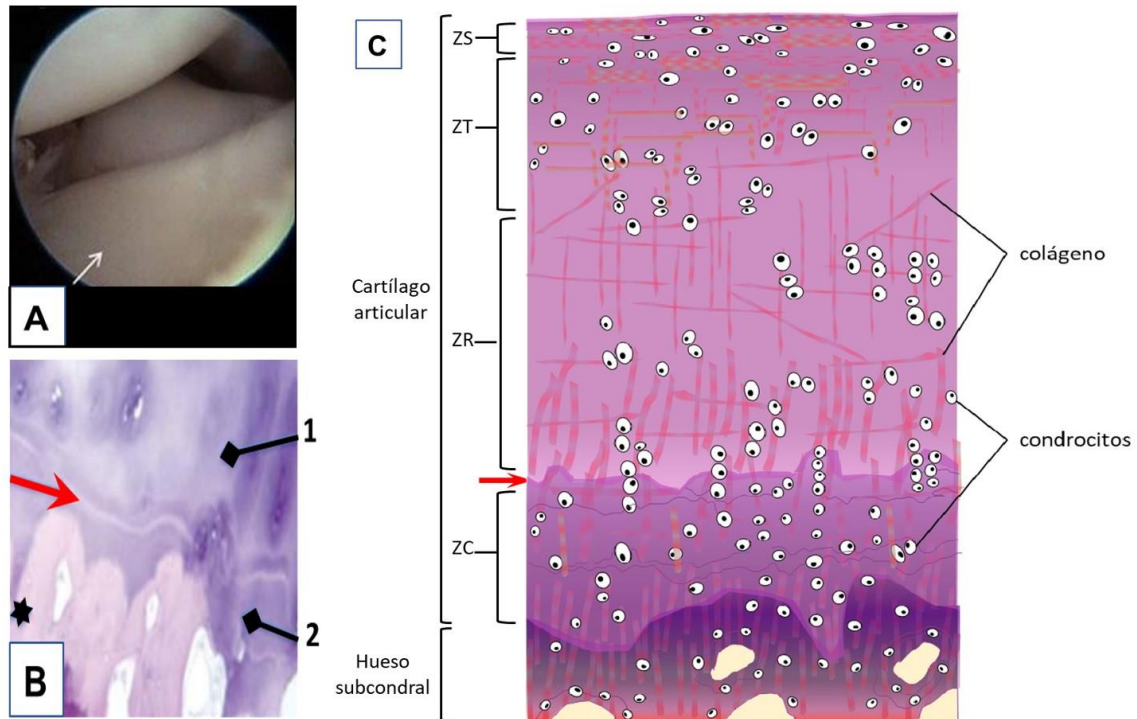 A
B
1
2
C
ZS
ZT
Cartílago
articular
ZR
ZC
Hueso
subcondral
colágeno
condrocitos